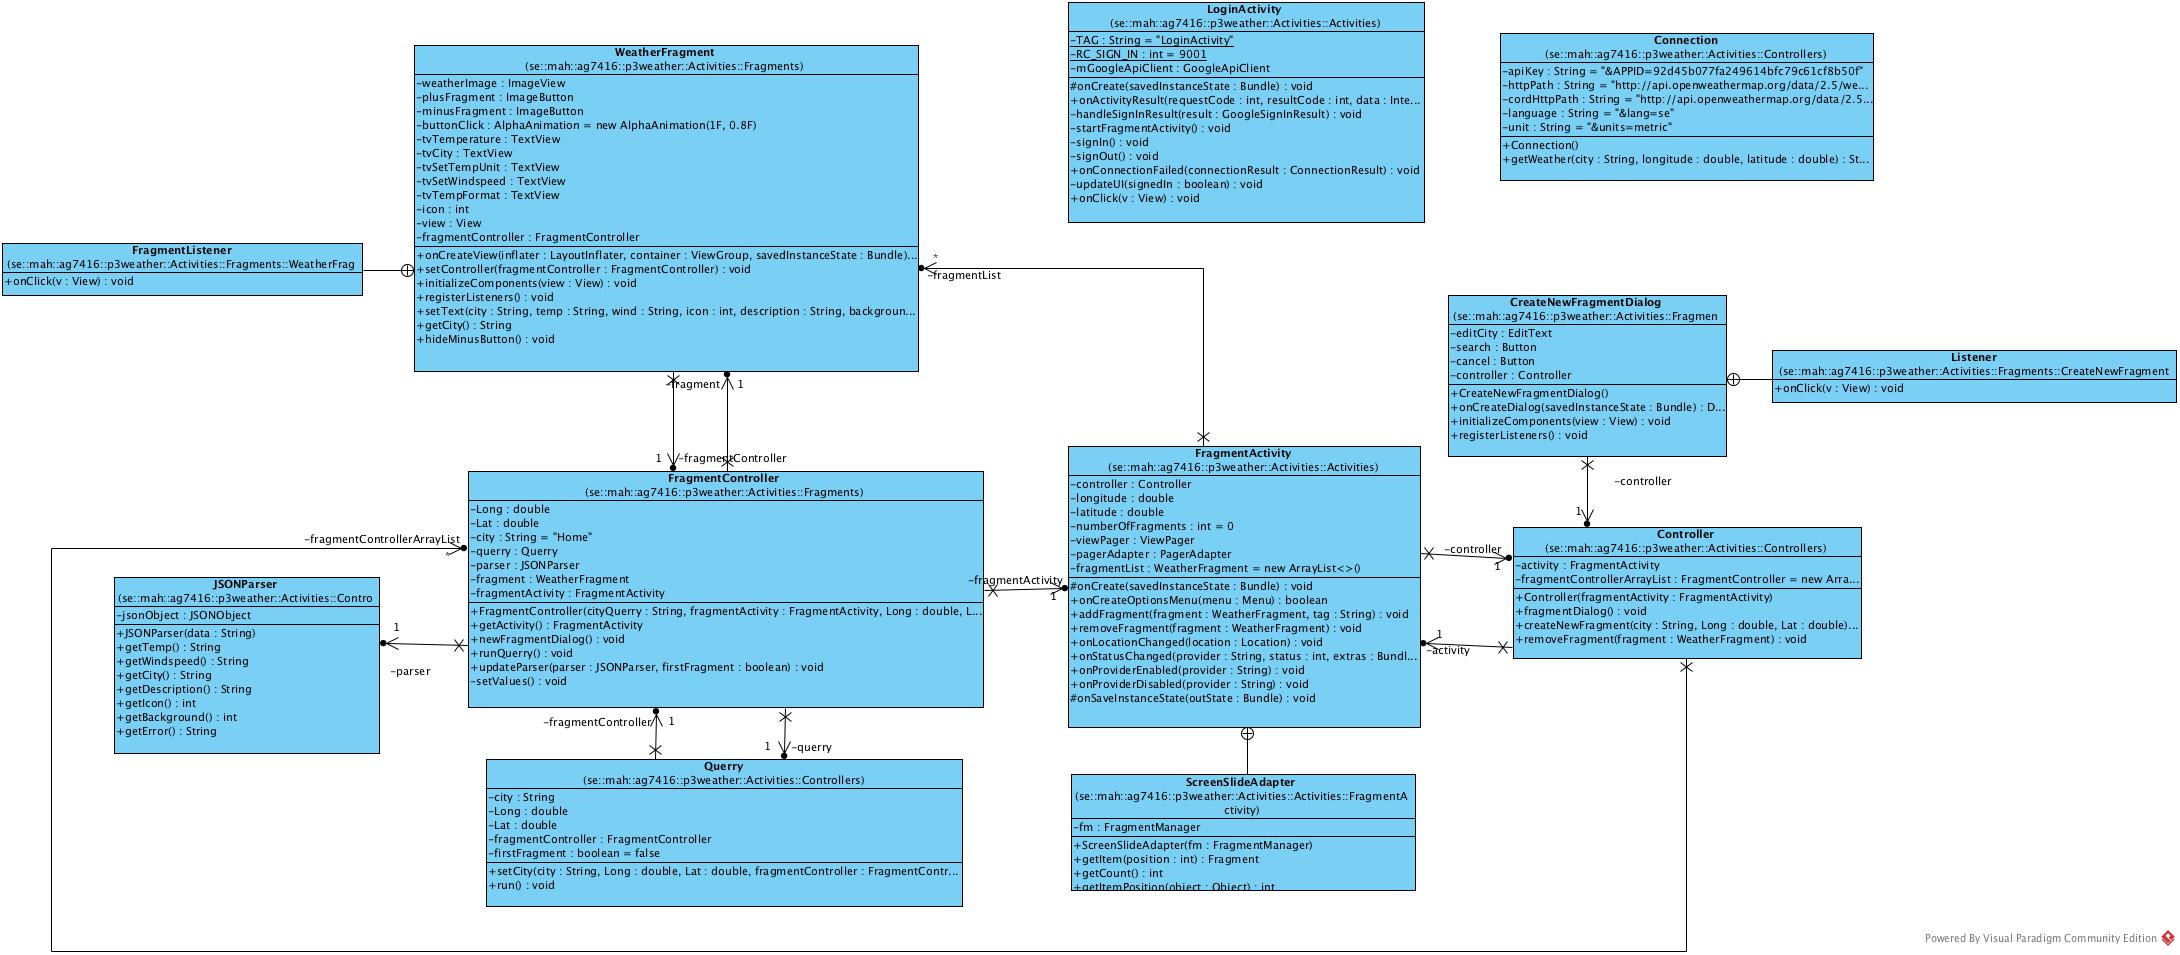 LoginActivity
(se::mah::ag7416::p3weather::Activities::Activities)
-TAG : String = "LoginActivity"
-RC_SIGN_IN : int = 9001
-mGoogleApiClient : GoogleApiClient
#onCreate(savedInstanceState : Bundle) : void
+onActivityResult(requestCode : int, resultCode : int, data : Inte...
-handleSignInResult(result : GoogleSignInResult) : void
-startFragmentActivity() : void
-signIn() : void
-signOut() : void
+onConnectionFailed(connectionResult : ConnectionResult) : void
-updateUI(signedIn : boolean) : void
+onClick(v : View) : void
Connection
(se::mah::ag7416::p3weather::Activities::Controllers)
-apiKey : String = "&APPID=92d45b077fa249614bfc79c61cf8b50f"
-httpPath : String = "http://api.openweathermap.org/data/2.5/we...
-cordHttpPath : String = "http://api.openweathermap.org/data/2.5...
-language : String = "&lang=se"
-unit : String = "&units=metric"
+Connection()
+getWeather(city : String, longitude : double, latitude : double) : St...
WeatherFragment
(se::mah::ag7416::p3weather::Activities::Fragments)
-weatherImage : ImageView
-plusFragment : ImageButton
-minusFragment : ImageButton
-buttonClick : AlphaAnimation = new AlphaAnimation(1F, 0.8F)
-tvTemperature : TextView
-tvCity : TextView
-tvSetTempUnit : TextView
-tvSetWindspeed : TextView
-tvTempFormat : TextView
-icon : int
-view : View
-fragmentController : FragmentController
+onCreateView(inflater : LayoutInflater, container : ViewGroup, savedInstanceState : Bundle)...
+setController(fragmentController : FragmentController) : void
+initializeComponents(view : View) : void
+registerListeners() : void
+setText(city : String, temp : String, wind : String, icon : int, description : String, backgroun...
+getCity() : String
+hideMinusButton() : void
FragmentListener
(se::mah::ag7416::p3weather::Activities::Fragments::WeatherFrag
+onClick(v : View) : void
*
-fragmentList
CreateNewFragmentDialog
(se::mah::ag7416::p3weather::Activities::Fragmen
-editCity : EditText
-search : Button
-cancel : Button
-controller : Controller
+CreateNewFragmentDialog()
+onCreateDialog(savedInstanceState : Bundle) : D...
+initializeComponents(view : View) : void
+registerListeners() : void
Listener
(se::mah::ag7416::p3weather::Activities::Fragments::CreateNewFragment
+onClick(v : View) : void
-fragment
1
1
-fragmentController
-controller
1
FragmentController
(se::mah::ag7416::p3weather::Activities::Fragments)
-Long : double
-Lat : double
-city : String = "Home"
-querry : Querry
-parser : JSONParser
-fragment : WeatherFragment
-fragmentActivity : FragmentActivity
+FragmentController(cityQuerry : String, fragmentActivity : FragmentActivity, Long : double, L...
+getActivity() : FragmentActivity
+newFragmentDialog() : void
+runQuerry() : void
+updateParser(parser : JSONParser, firstFragment : boolean) : void
-setValues() : void
FragmentActivity
(se::mah::ag7416::p3weather::Activities::Activities)
-controller : Controller
-longitude : double
-latitude : double
-numberOfFragments : int = 0
-viewPager : ViewPager
-pagerAdapter : PagerAdapter
-fragmentList : WeatherFragment = new ArrayList<>()
#onCreate(savedInstanceState : Bundle) : void
+onCreateOptionsMenu(menu : Menu) : boolean
+addFragment(fragment : WeatherFragment, tag : String) : void
+removeFragment(fragment : WeatherFragment) : void
+onLocationChanged(location : Location) : void
+onStatusChanged(provider : String, status : int, extras : Bundl...
+onProviderEnabled(provider : String) : void
+onProviderDisabled(provider : String) : void
#onSaveInstanceState(outState : Bundle) : void
Controller
(se::mah::ag7416::p3weather::Activities::Controllers)
-activity : FragmentActivity
-fragmentControllerArrayList : FragmentController = new Arra...
+Controller(fragmentActivity : FragmentActivity)
+fragmentDialog() : void
+createNewFragment(city : String, Long : double, Lat : double)...
+removeFragment(fragment : WeatherFragment) : void
-controller
1
1
-activity
-fragmentControllerArrayList
*
-fragmentActivity
1
JSONParser
(se::mah::ag7416::p3weather::Activities::Contro
-jsonObject : JSONObject
+JSONParser(data : String)
+getTemp() : String
+getWindspeed() : String
+getCity() : String
+getDescription() : String
+getIcon() : int
+getBackground() : int
+getError() : String
1
-parser
-fragmentController
1
1
-querry
Querry
(se::mah::ag7416::p3weather::Activities::Controllers)
-city : String
-Long : double
-Lat : double
-fragmentController : FragmentController
-firstFragment : boolean = false
+setCity(city : String, Long : double, Lat : double, fragmentController : FragmentContr...
+run() : void
ScreenSlideAdapter
(se::mah::ag7416::p3weather::Activities::Activities::FragmentA
ctivity)
-fm : FragmentManager
+ScreenSlideAdapter(fm : FragmentManager)
+getItem(position : int) : Fragment
+getCount() : int
+getItemPosition(object : Object) : int
Powered By Visual Paradigm Community Edition